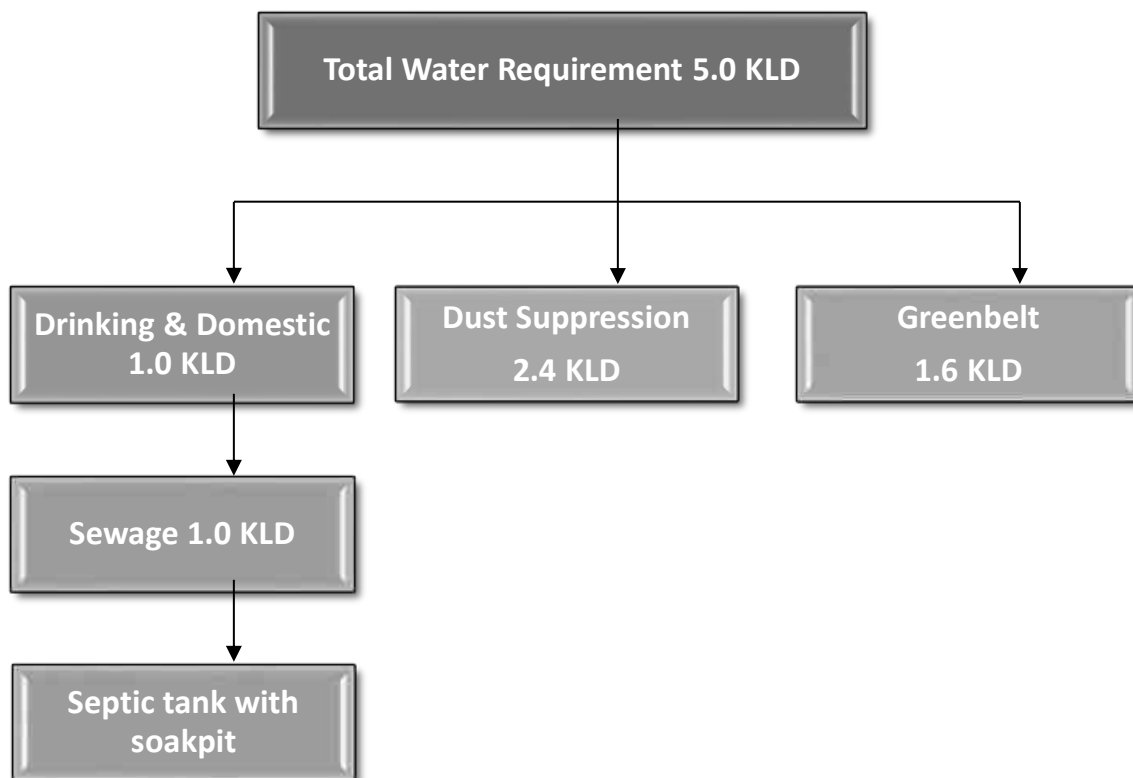 Total Water Requirement 5.0 KLD
Drinking & Domestic
1.0 KLD
Dust Suppression
2.4 KLD
Greenbelt
1.6 KLD
Sewage 1.0 KLD
Septic tank with
soakpit